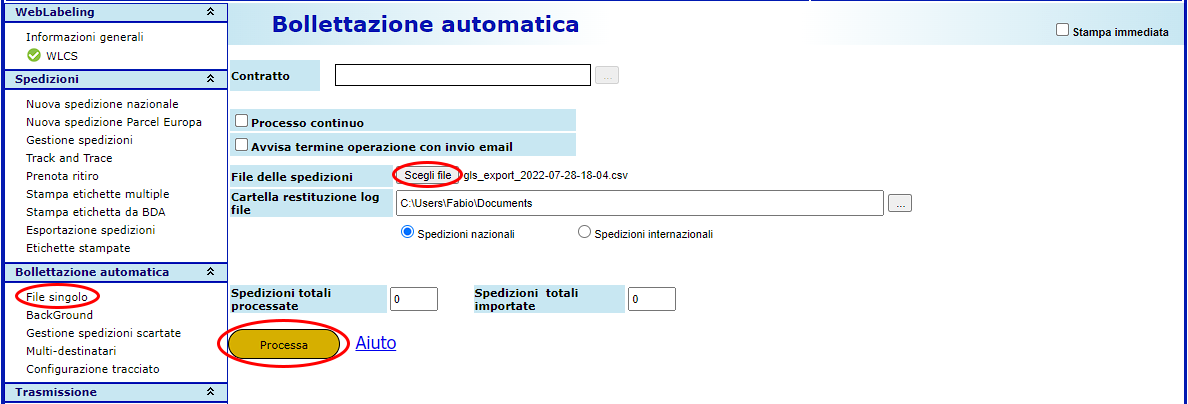 WebLabeling
Informazioni generali
WLCS
Spedizioni
Nuova spedizione nazionale
Nuova spedizione Parcel Europa
Gestione spedizioni
Track and Trace
Prenota ritiro
Stampa etichette multiple
Stampa etichetta da BDA
Esportazione spedizioni
Etichette stampate
Bollettazione automatica
File singolo
BackGround
Gestione spedizioni scartate
Multi-destinatari
Configurazione tracciato
Trasmissione
Bollettazione automatica
Stampa immediata
Contratto
...
Processo continuo
Avvisa termine operazione con invio email
File delle spedizioni
Scegli file gls_export_2022-07-28-18-04.csv
Cartella restituzione log
file
C:\Users\Fabio\Documents
...
Spedizioni nazionali
Spedizioni internazionali
Spedizioni totali
processate
0
Spedizioni totali
importate
0
Processa
Aiuto